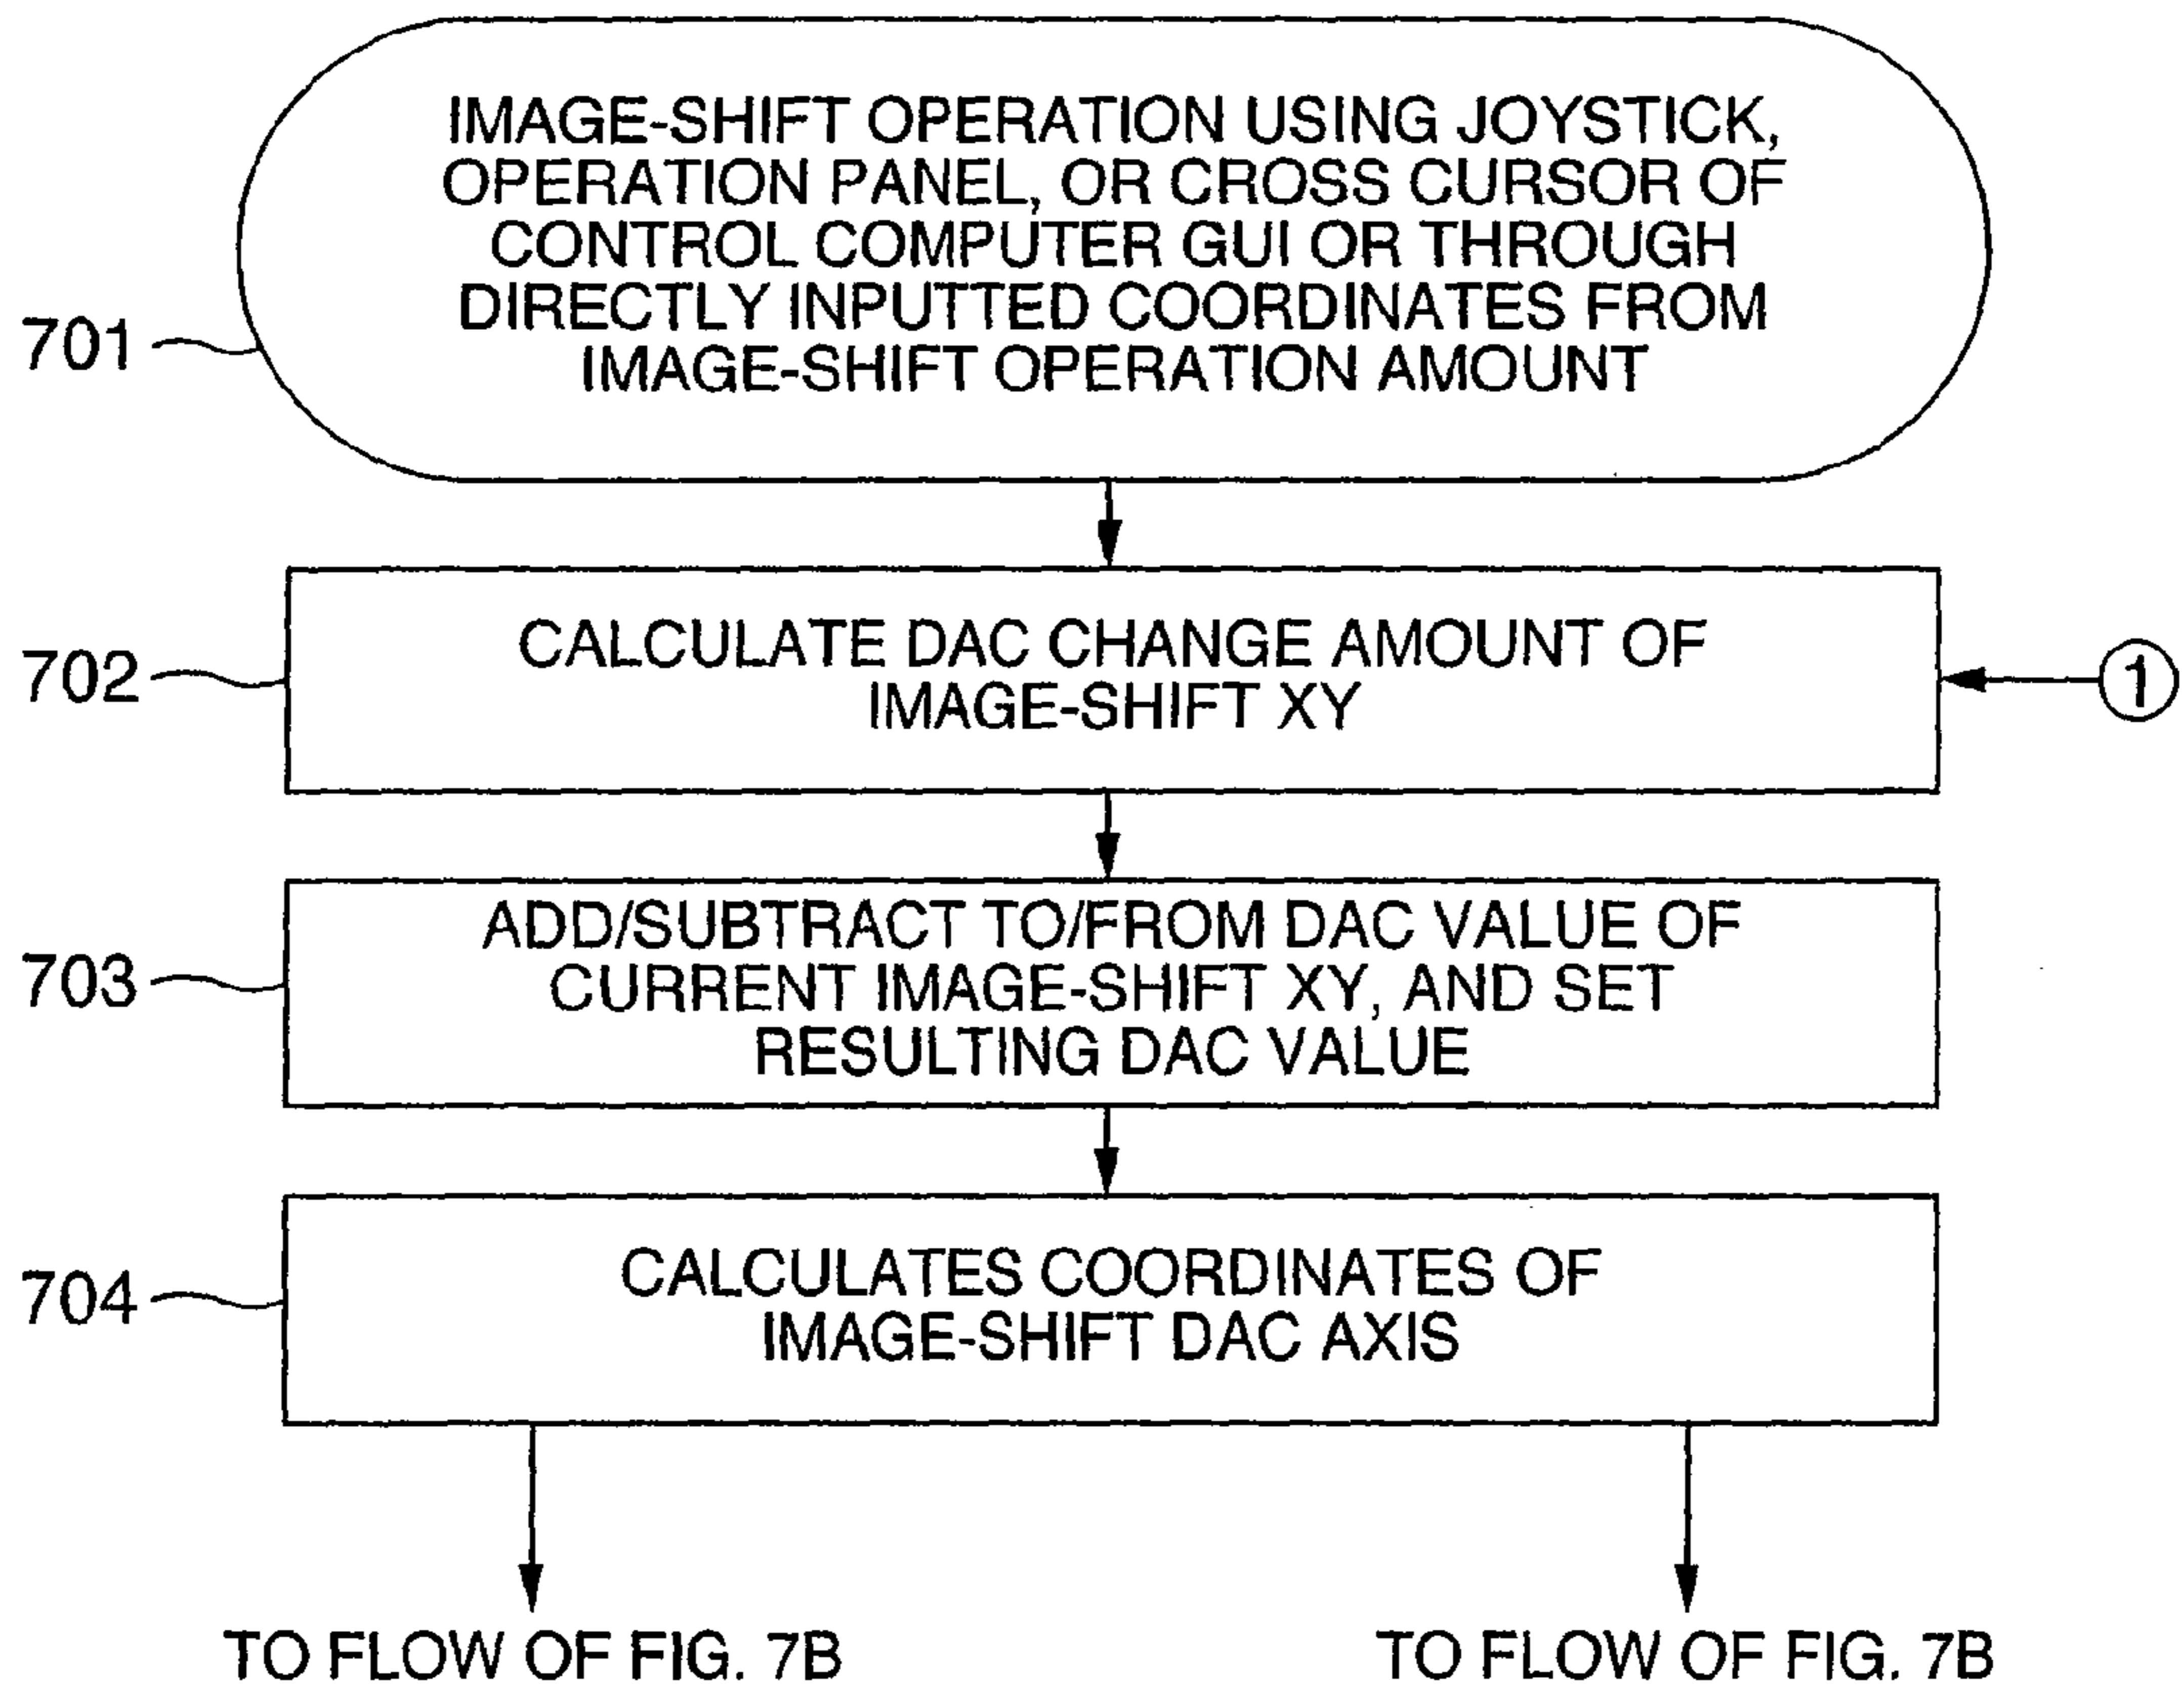 IMAGE-SHIFT OPERATION USING JOYSTICK,
OPERATION PANEL, OR CROSS CURSOR OF
CONTROL COMPUTER GUI OR THROUGH
DIRECTLY INPUTTED COORDINATES FROM
IMAGE-SHIFT OPERATION AMOUNT
701
CALCULATE DAC CHANGE AMOUNT OF
IMAGE-SHIFT XY
702
1
ADD/SUBTRACT TO/FROM DAC VALUE OF
CURRENT IMAGE-SHIFT XY, AND SET
RESULTING DAC VALUE
703
CALCULATES COORDINATES OF
IMAGE-SHIFT DAC AXIS
704
TO FLOW OF FIG. 7B
TO FLOW OF FIG. 7B